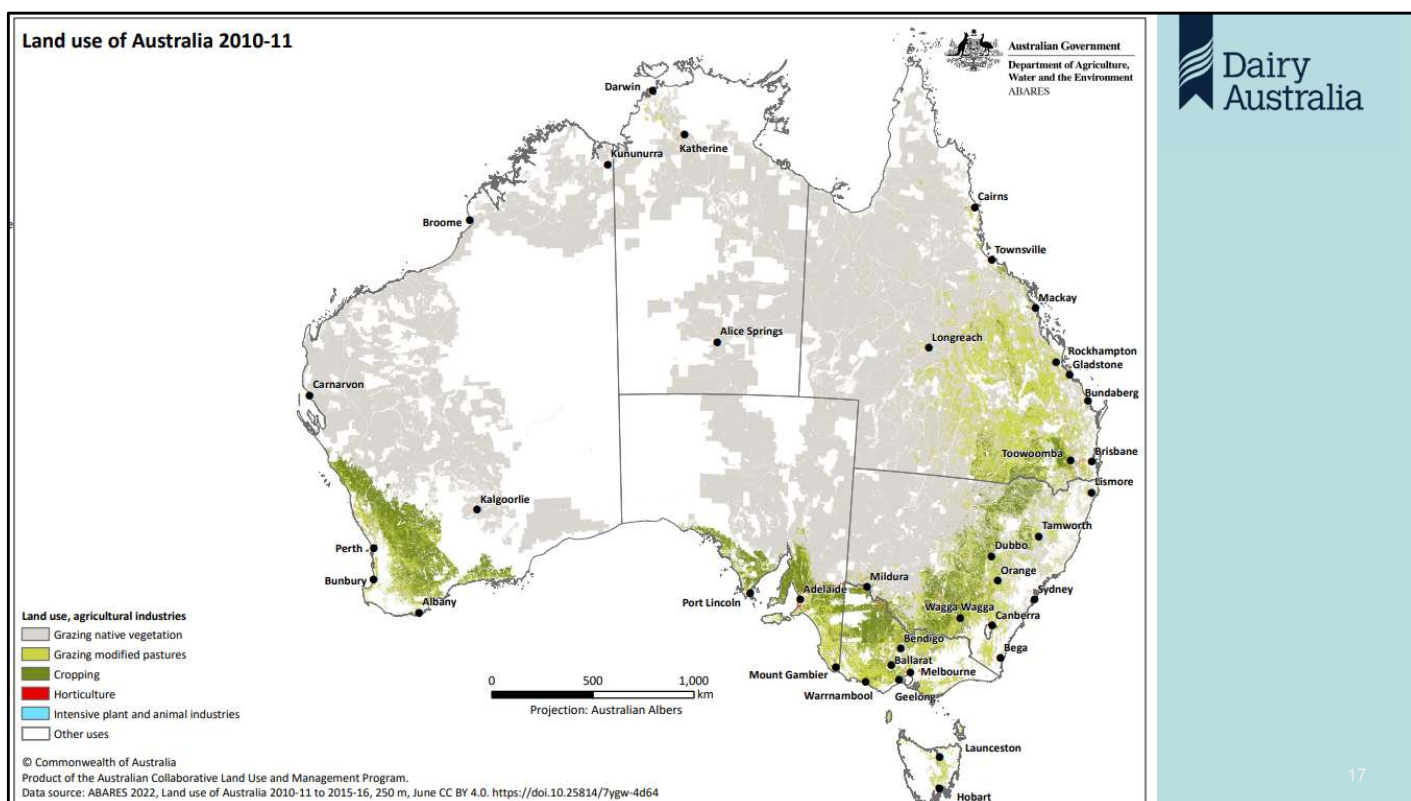 Land use of Australia 2010-11
Australian Government
Department of Agriculture,
Water and the Environment
ABARES
Dairy
Australia
Darwin
Katherine
Kununurra
Broome
Cairns
Townsville
Mackay
Alice Springs
Longreach
Rockhampton
Gladstone
Carnarvon
Bundaberg
Toowoomba
Brisbane
Lismore
Kalgoorlie
Tamworth
Perth
Dubbo
Bunbury
Orange
Mildura
Sydney
Albany
Port Lincoln
Adelaide
Wagga Wagga
Canberra
Bendigo
Bega
Ballarat
Mount Gambier
Melbourne
Warrnambool
Geelong
Launceston
Hobart
Land use, agricultural industries
Grazing native vegetation
Grazing modified pastures
Cropping
Horticulture
Intensive plant and animal industries
Other uses
0 500 1,000
km
Projection: Australian Albers
© Commonwealth of Australia
Product of the Australian Collaborative Land Use and Management Program.
Data source: ABARES 2022, Land use of Australia 2010-11 to 2015-16, 250 m, June CC BY 4.0. https://doi.org/10.25814/7ygw-4d64
17